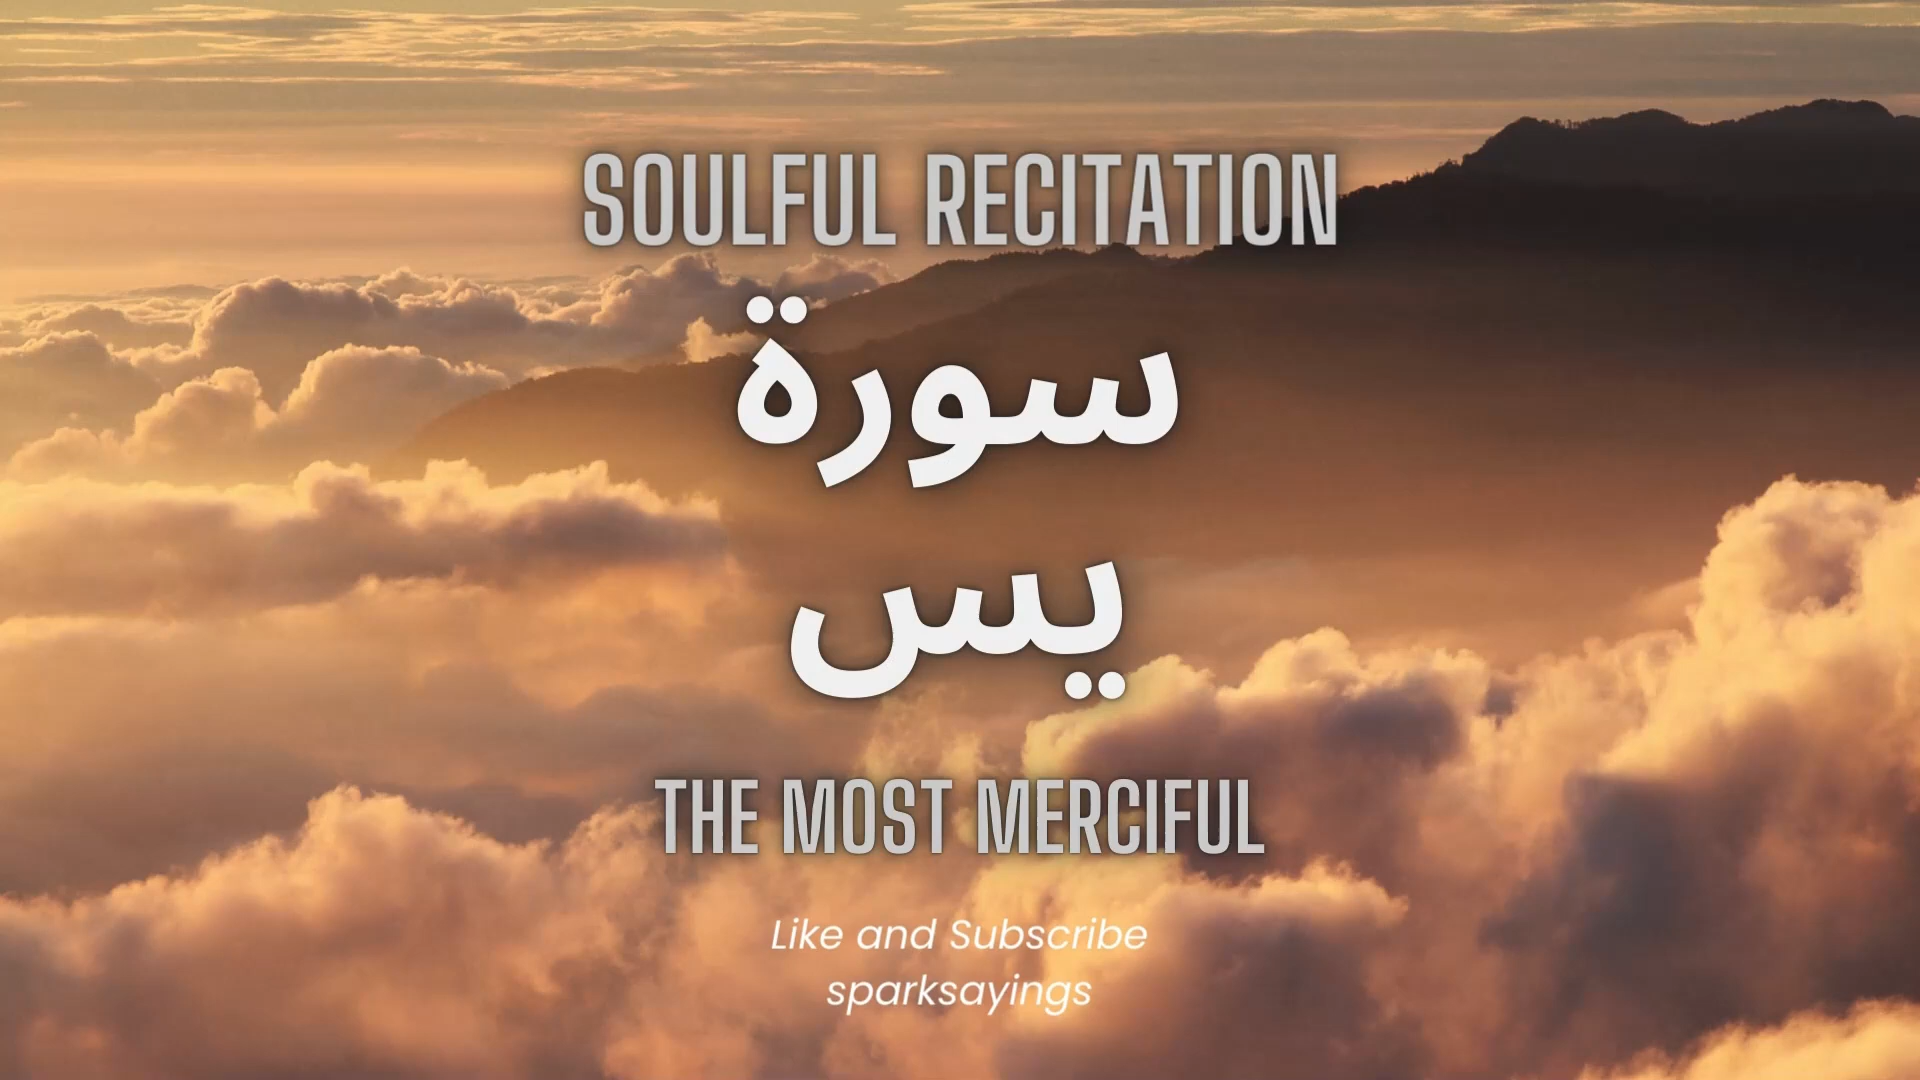 SOULFUL RECITATION
سورة
يس
THE MOST MERCIFUL
Like and Subscribe
sparksayings